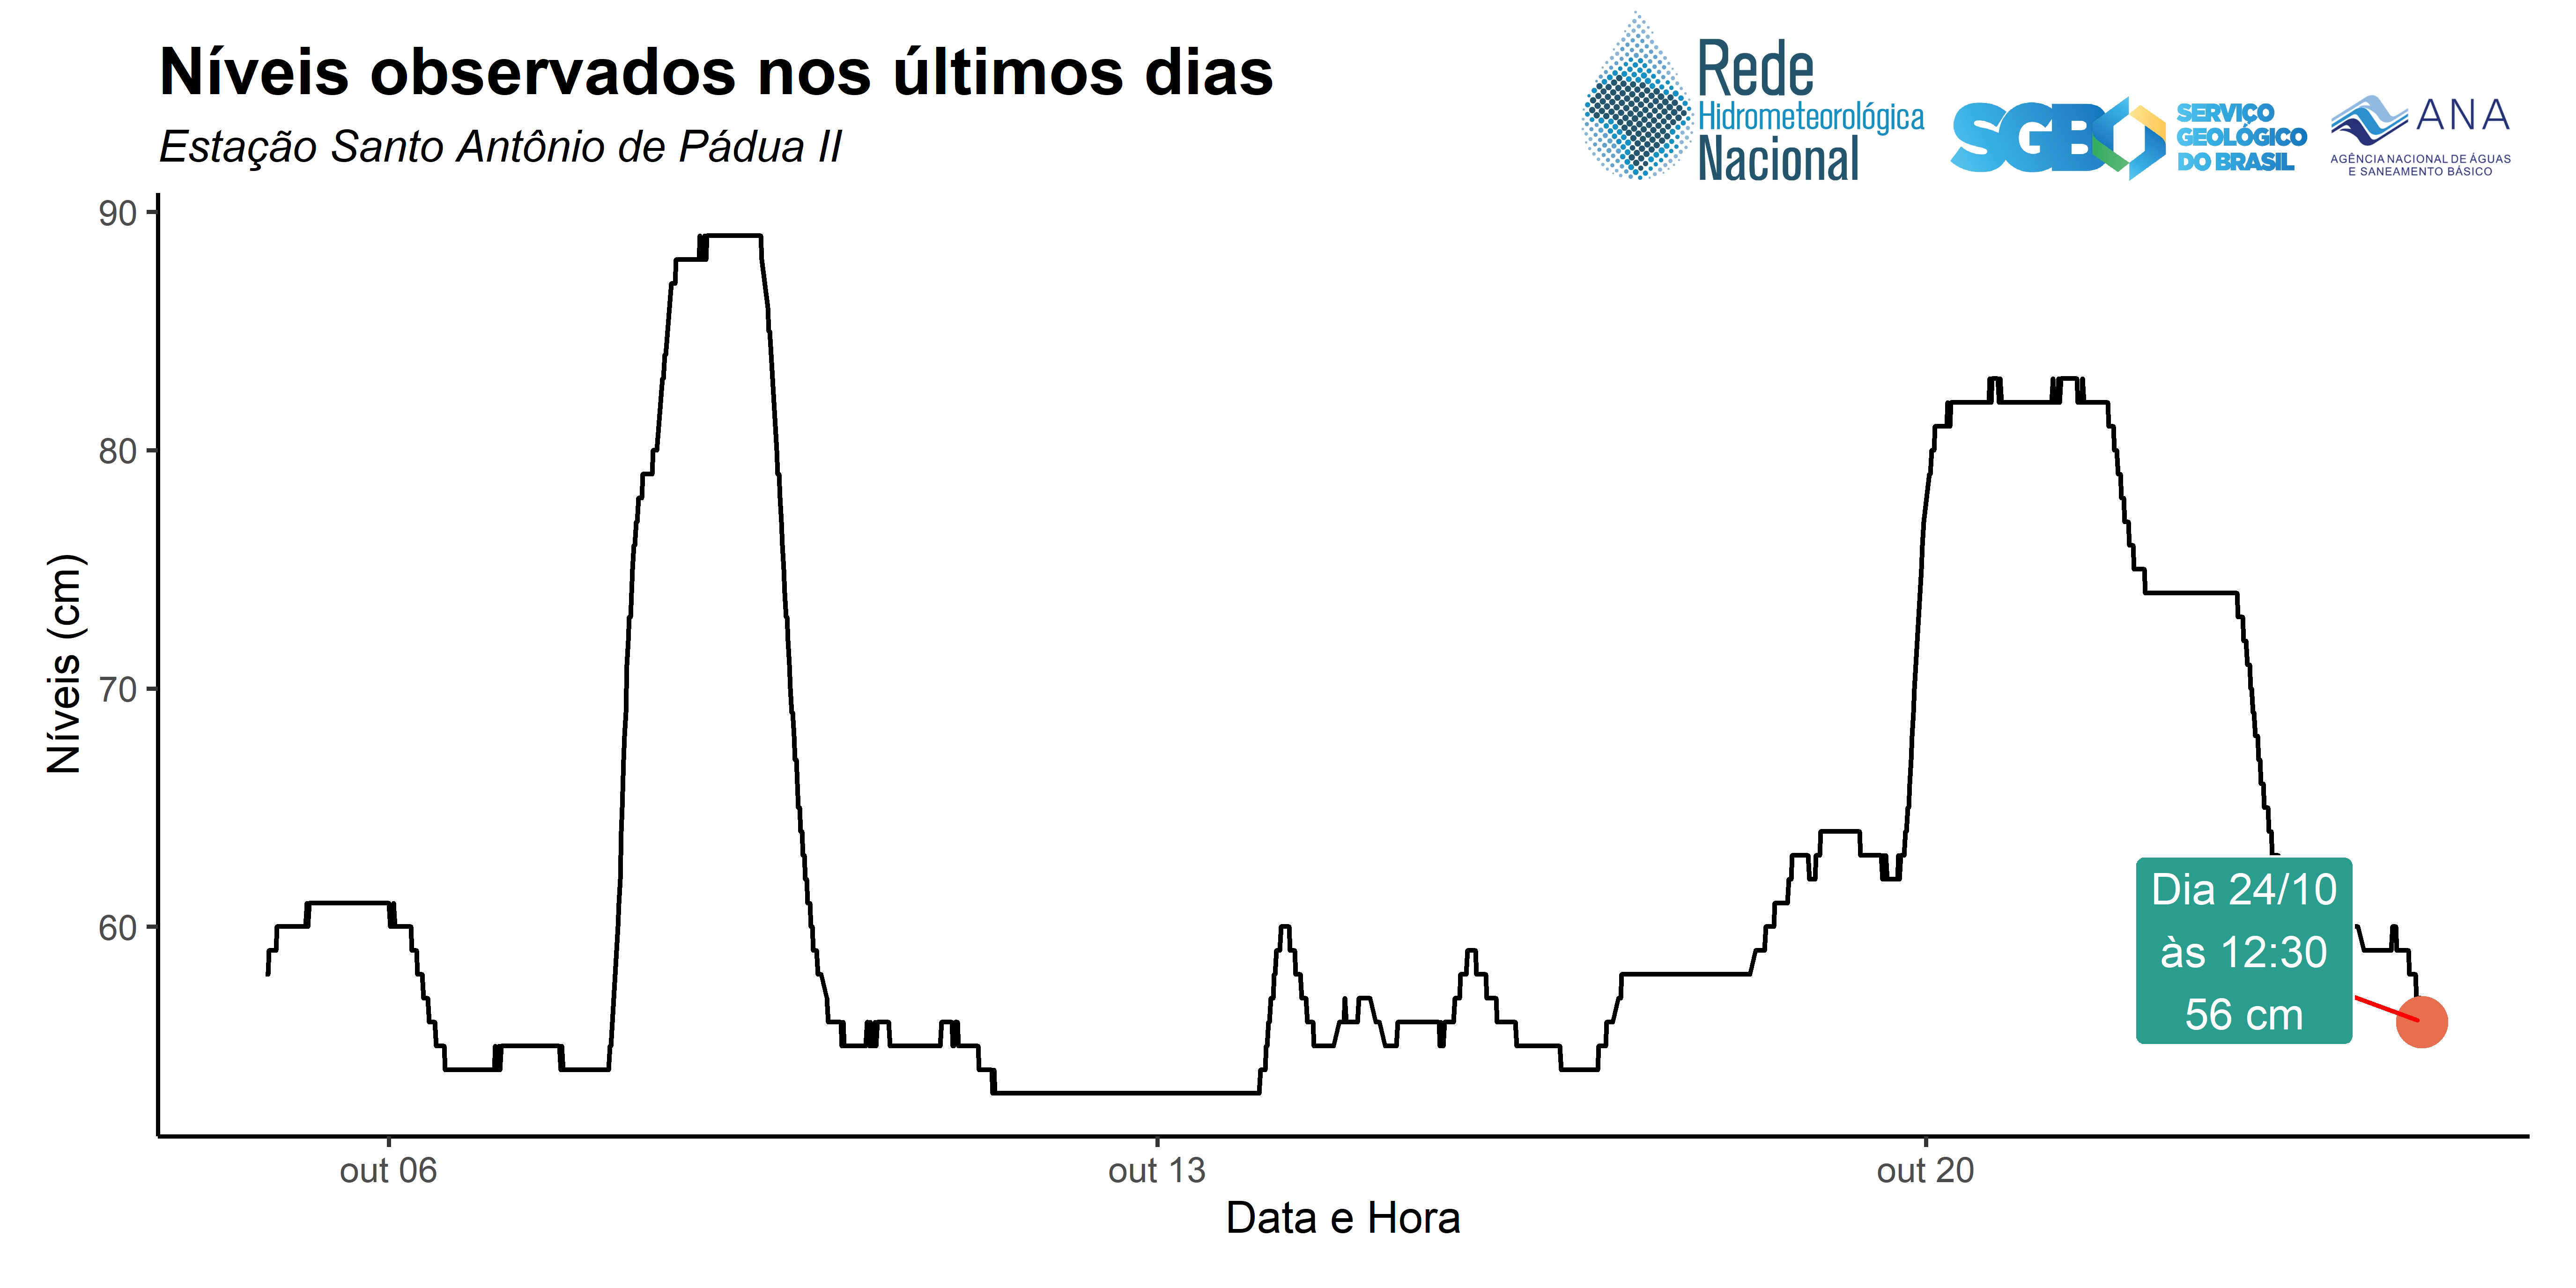 Níveis observados nos últimos dias
Estação Santo Antônio de Pádua II
Rede
Hidrometeorológica
Nacional
SGB
SERVIÇO
GEOLÓGICO
DO BRASIL
ANA
AGÊNCIA NACIONAL DE ÁGUAS
E SANEAMENTO BÁSICO
Níveis (cm)
90
80
70
60
Dia 24/10
às 12:30
56 cm
out 06
out 13
out 20
Data e Hora